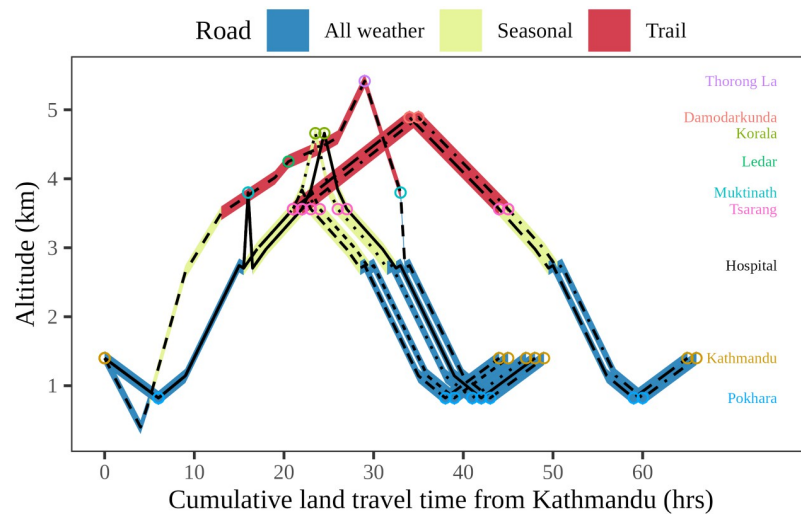 Road All weather Seasonal Trail
Altitude (km)
5
4
3
2
1
Thorong La
Damodarkunda
Korala
Ledar
Muktinath
Tsarang
Hospital
Kathmandu
Pokhara
0 10 20 30 40 50 60
Cumulative land travel time from Kathmandu (hrs)